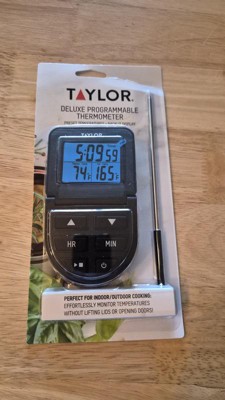 TAYLOR
DELUXE PROGRAMMABLE
THERMOMETER
TAYLOR
5:09 59
74°F 165°F
HR MIN
PERFECT FOR INDOOR/OUTDOOR COOKING:
EFFORTLESSLY MONITOR TEMPERATURES
WITHOUT LIFTING LIDS OR OPENING DOORS!